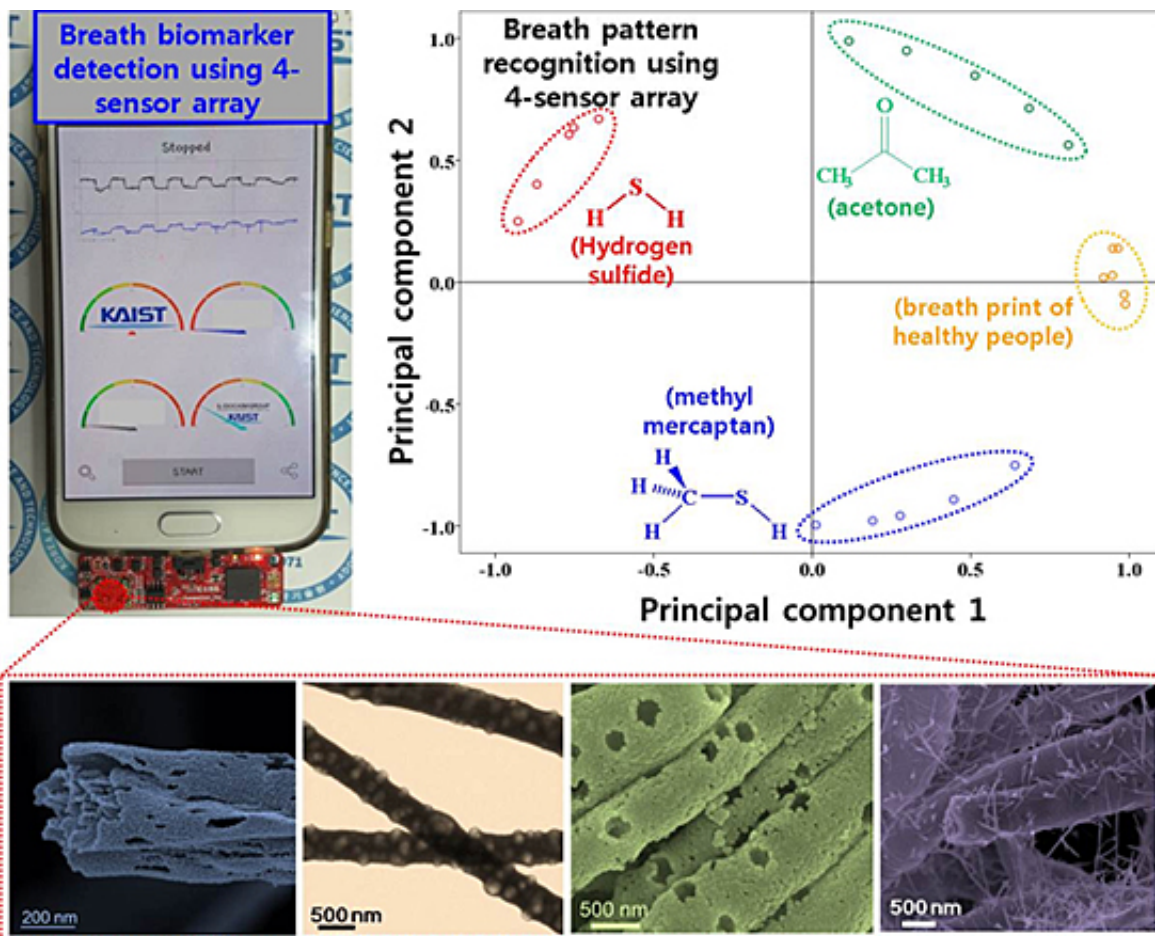 Breath biomarker
detection using 4-
sensor array
Stopped
KAIST
KAIST
START
1971
Breath pattern
recognition using
4-sensor array
Principal component 2
1.0
0.5
0.0
-0.5
-1.0
S
H H
(Hydrogen
sulfide)
O
CH₃ CH₃
(acetone)
(breath print of
healthy people)
(methyl
mercaptan)
H
H C S
H H
-1.0 -0.5 0.0 0.5 1.0
Principal component 1
200 nm
500 nm
500 nm
500 nm